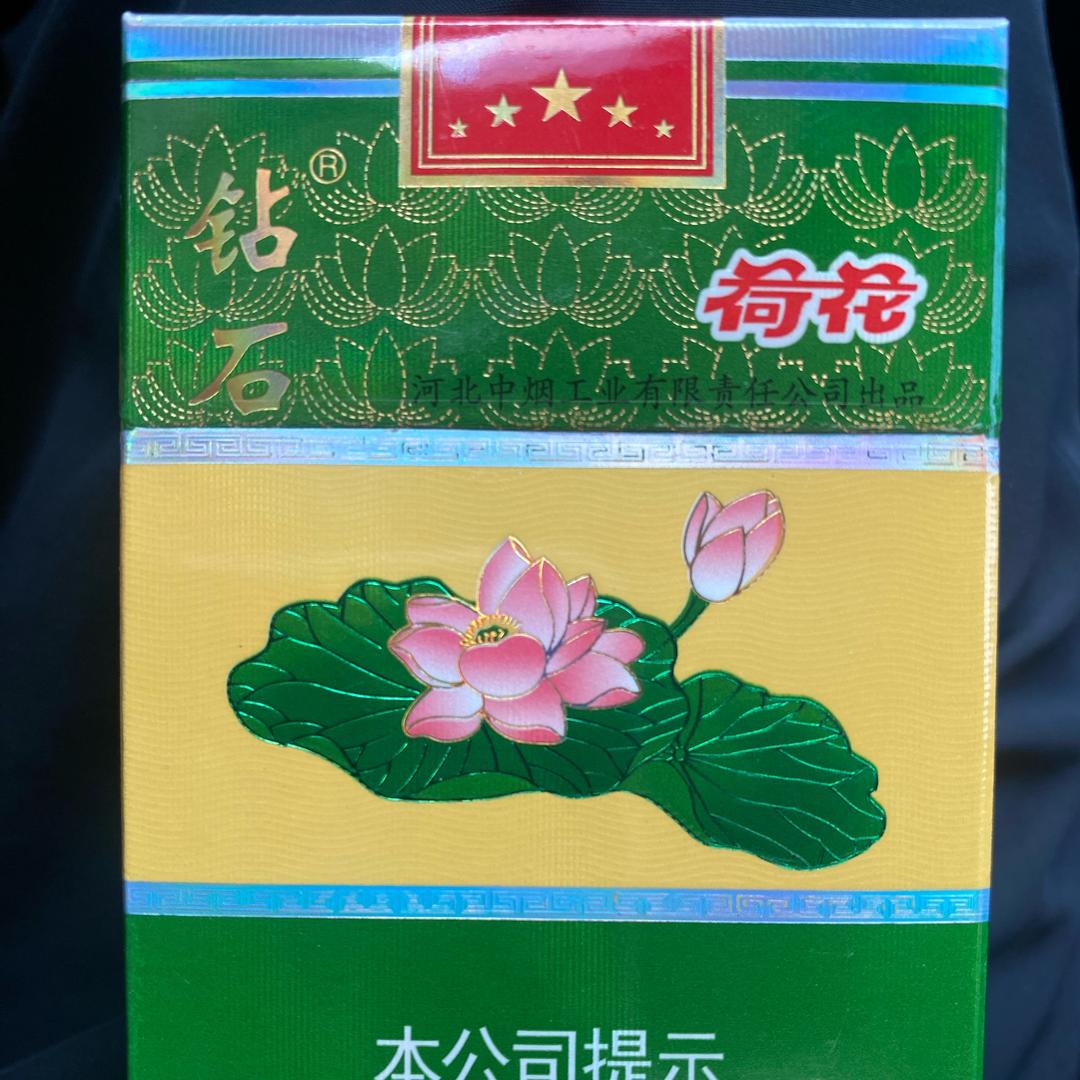 钻石®
荷花
河北中烟工业有限责任公司出品
本公司提示